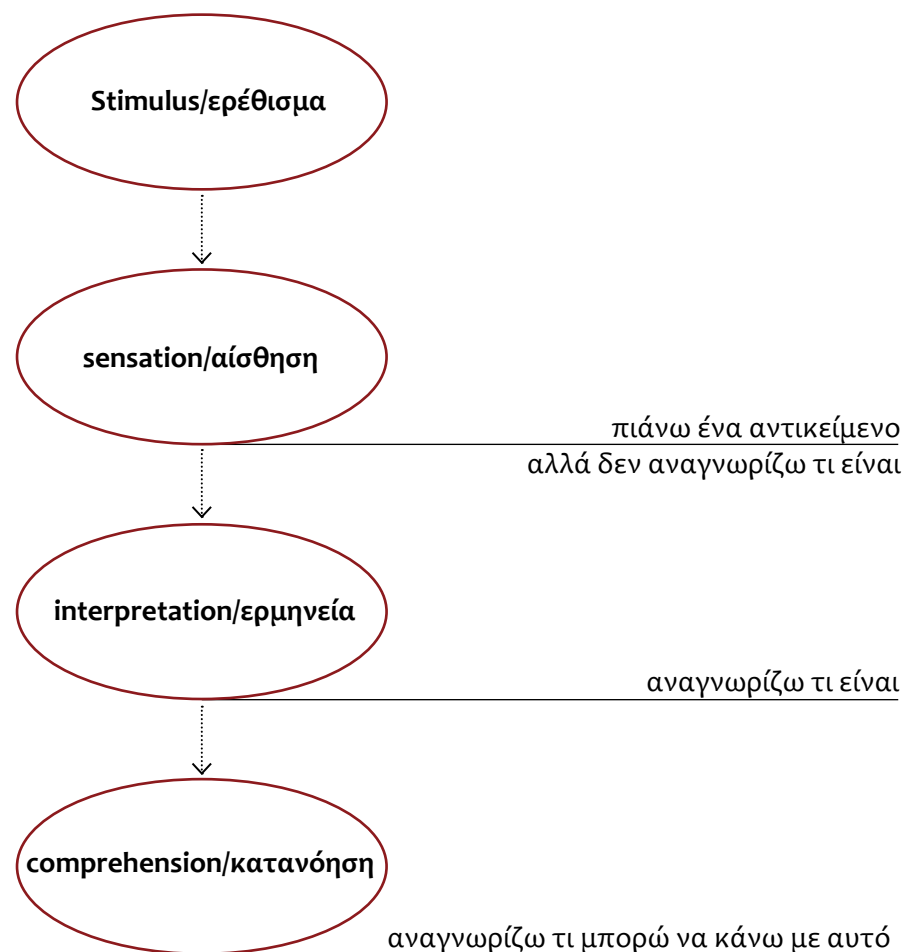 Stimulus/ερέθισμα
sensation/αίσθηση
πιάνω ένα αντικείμενο
αλλά δεν αναγνωρίζω τι είναι
interpretation/ερμηνεία
αναγνωρίζω τι είναι
comprehension/κατανόηση
αναγνωρίζω τι μπορώ να κάνω με αυτό